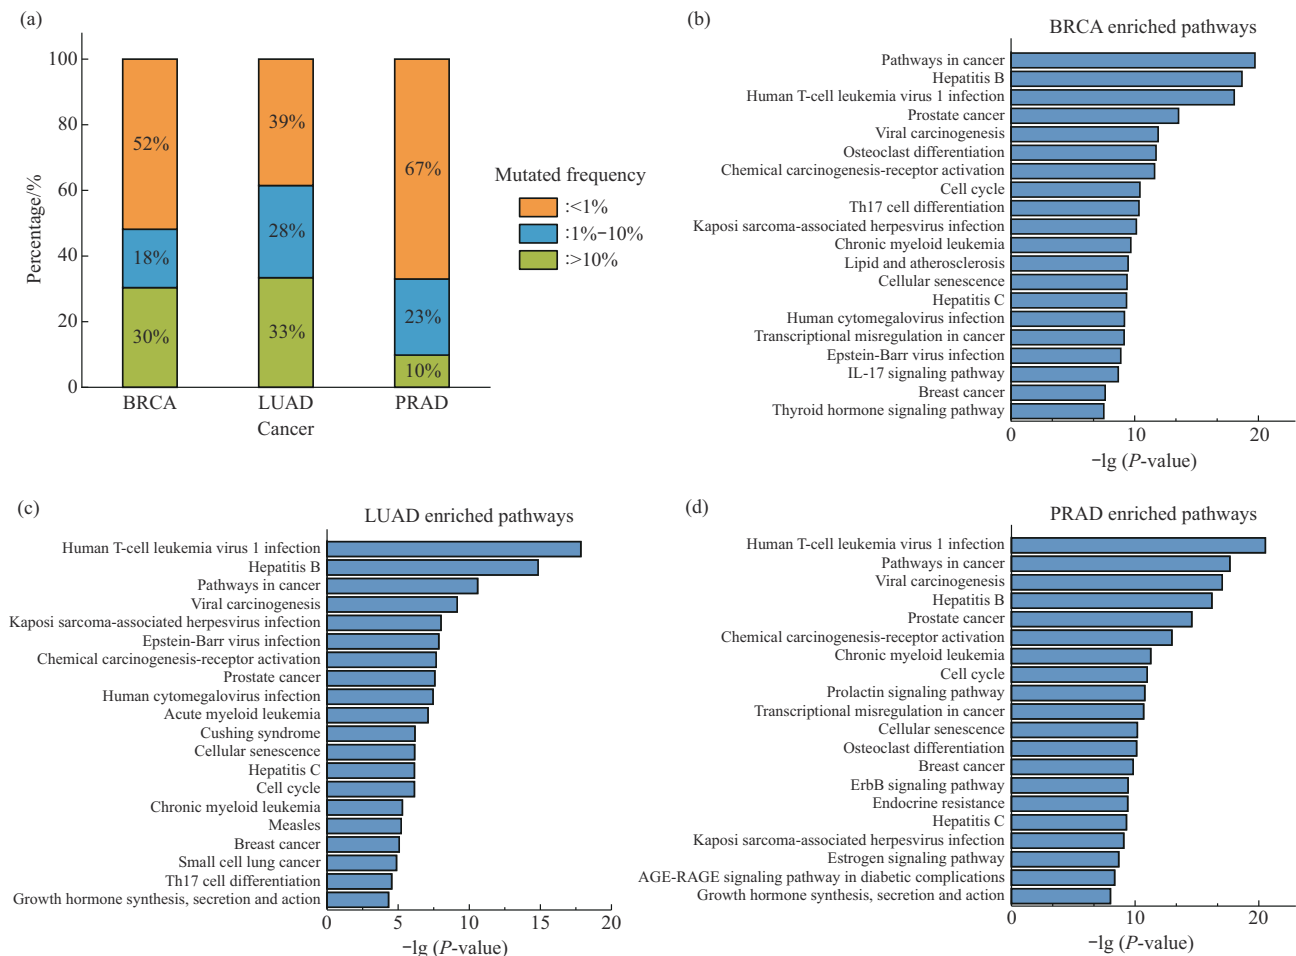 (a)
100
80
60
40
20
0
Percentage/%
52%
18%
30%
39%
28%
33%
67%
23%
10%
BRCA
LUAD
PRAD
Cancer
Mutated frequency
:<1%
:1%−10%
:>10%
(b)
BRCA enriched pathways
Pathways in cancer
Hepatitis B
Human T-cell leukemia virus 1 infection
Prostate cancer
Viral carcinogenesis
Osteoclast differentiation
Chemical carcinogenesis-receptor activation
Cell cycle
Th17 cell differentiation
Kaposi sarcoma-associated herpesvirus infection
Chronic myeloid leukemia
Lipid and atherosclerosis
Cellular senescence
Hepatitis C
Human cytomegalovirus infection
Transcriptional misregulation in cancer
Epstein-Barr virus infection
IL-17 signaling pathway
Breast cancer
Thyroid hormone signaling pathway
0 10 20
−lg (P-value)
(c)
LUAD enriched pathways
Human T-cell leukemia virus 1 infection
Hepatitis B
Pathways in cancer
Viral carcinogenesis
Kaposi sarcoma-associated herpesvirus infection
Epstein-Barr virus infection
Chemical carcinogenesis-receptor activation
Prostate cancer
Human cytomegalovirus infection
Acute myeloid leukemia
Cushing syndrome
Cellular senescence
Hepatitis C
Cell cycle
Chronic myeloid leukemia
Measles
Breast cancer
Small cell lung cancer
Th17 cell differentiation
Growth hormone synthesis, secretion and action
0 5 10 15 20
−lg (P-value)
(d)
PRAD enriched pathways
Human T-cell leukemia virus 1 infection
Pathways in cancer
Viral carcinogenesis
Hepatitis B
Prostate cancer
Chemical carcinogenesis-receptor activation
Chronic myeloid leukemia
Cell cycle
Prolactin signaling pathway
Transcriptional misregulation in cancer
Cellular senescence
Osteoclast differentiation
Breast cancer
ErbB signaling pathway
Endocrine resistance
Hepatitis C
Kaposi sarcoma-associated herpesvirus infection
Estrogen signaling pathway
AGE-RAGE signaling pathway in diabetic complications
Growth hormone synthesis, secretion and action
0 10 20
−lg (P-value)